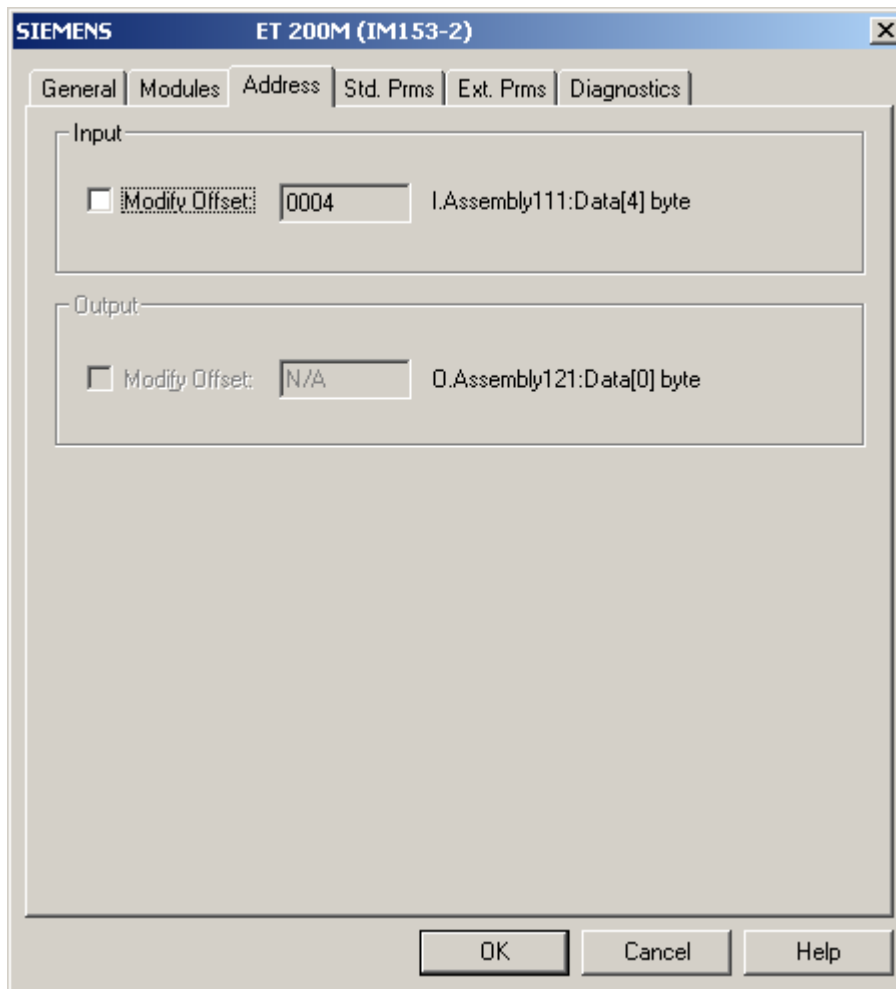 SIEMENS ET 200M (IM153-2)
General Modules Address Std. Prms Ext. Prms Diagnostics
Input
Modify Offset: 0004 I.Assembly111:Data[4] byte
Output
Modify Offset: N/A O.Assembly121:Data[0] byte
OK Cancel Help